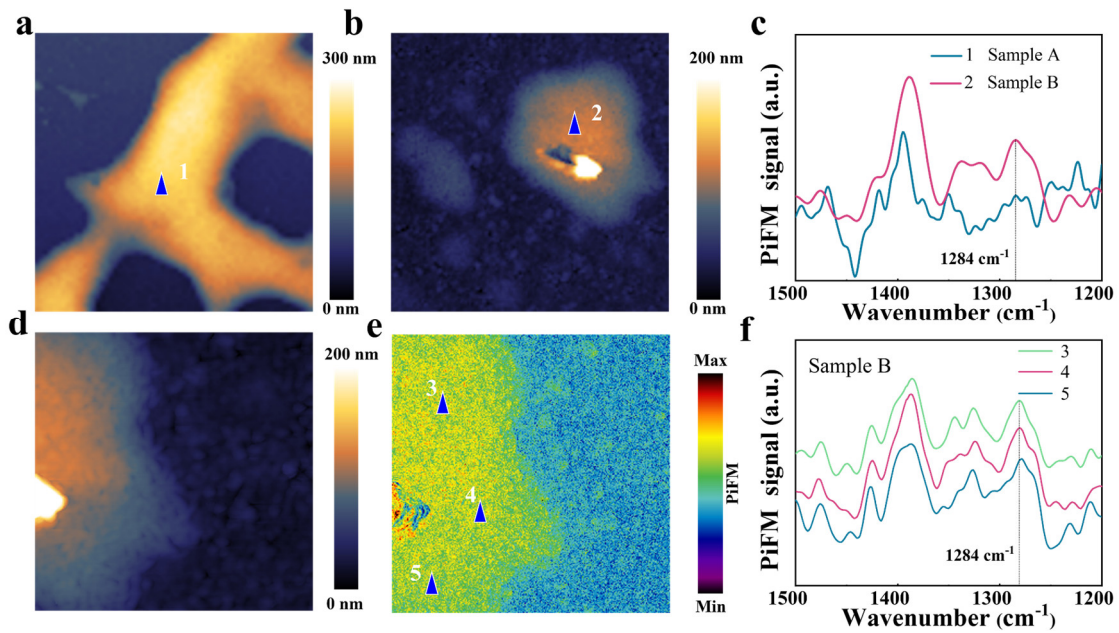 a
300 nm
1
0 nm
b
200 nm
2
0 nm
c
PiFM signal (a.u.)
1 Sample A
2 Sample B
1284 cm⁻¹
1500 1400 1300 1200
Wavenumber (cm⁻¹)
d
200 nm
0 nm
e
3
4
5
Max
PiFM
Min
f
PiFM signal (a.u.)
Sample B
3
4
5
1284 cm⁻¹
1500 1400 1300 1200
Wavenumber (cm⁻¹)